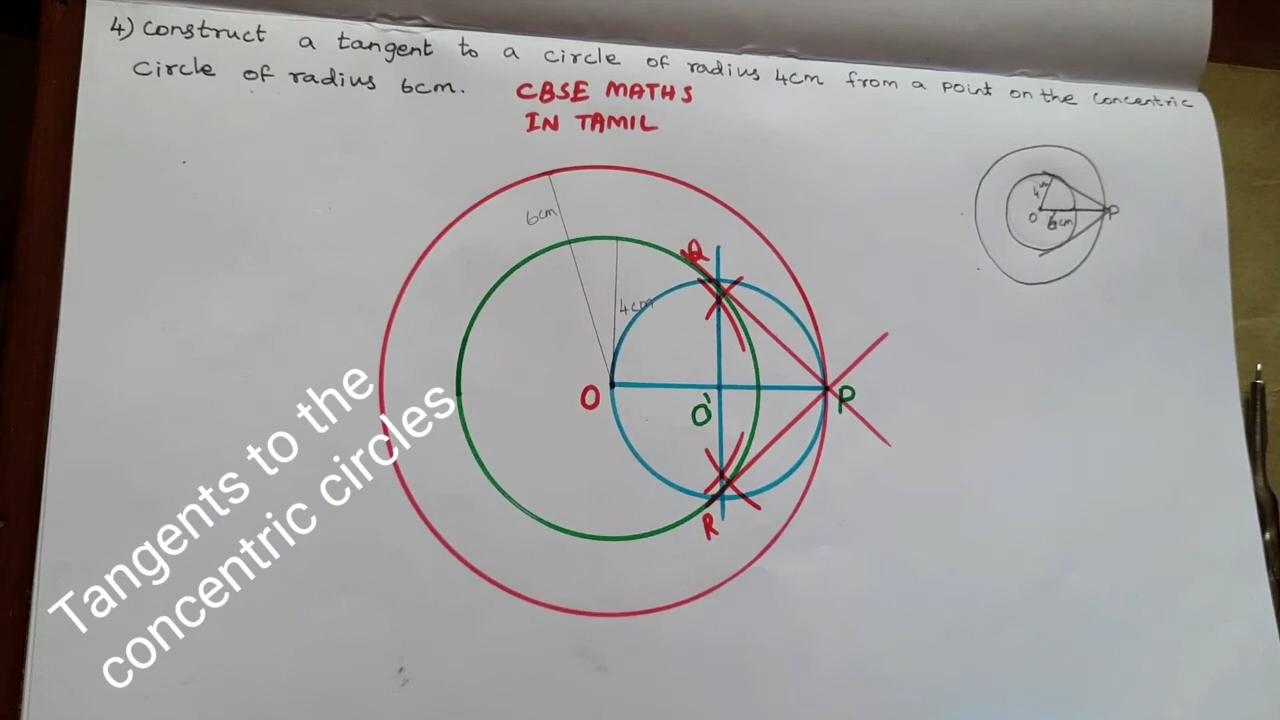 4) Construct a tangent to a circle of radius 4cm from a point on the concentric
Circle of radius 6cm.
CBSE MATHS
IN TAMIL
6cm
4cm
Q
O
O'
P
R
4cm
O
6cm
P
Tangents to the
concentric circles